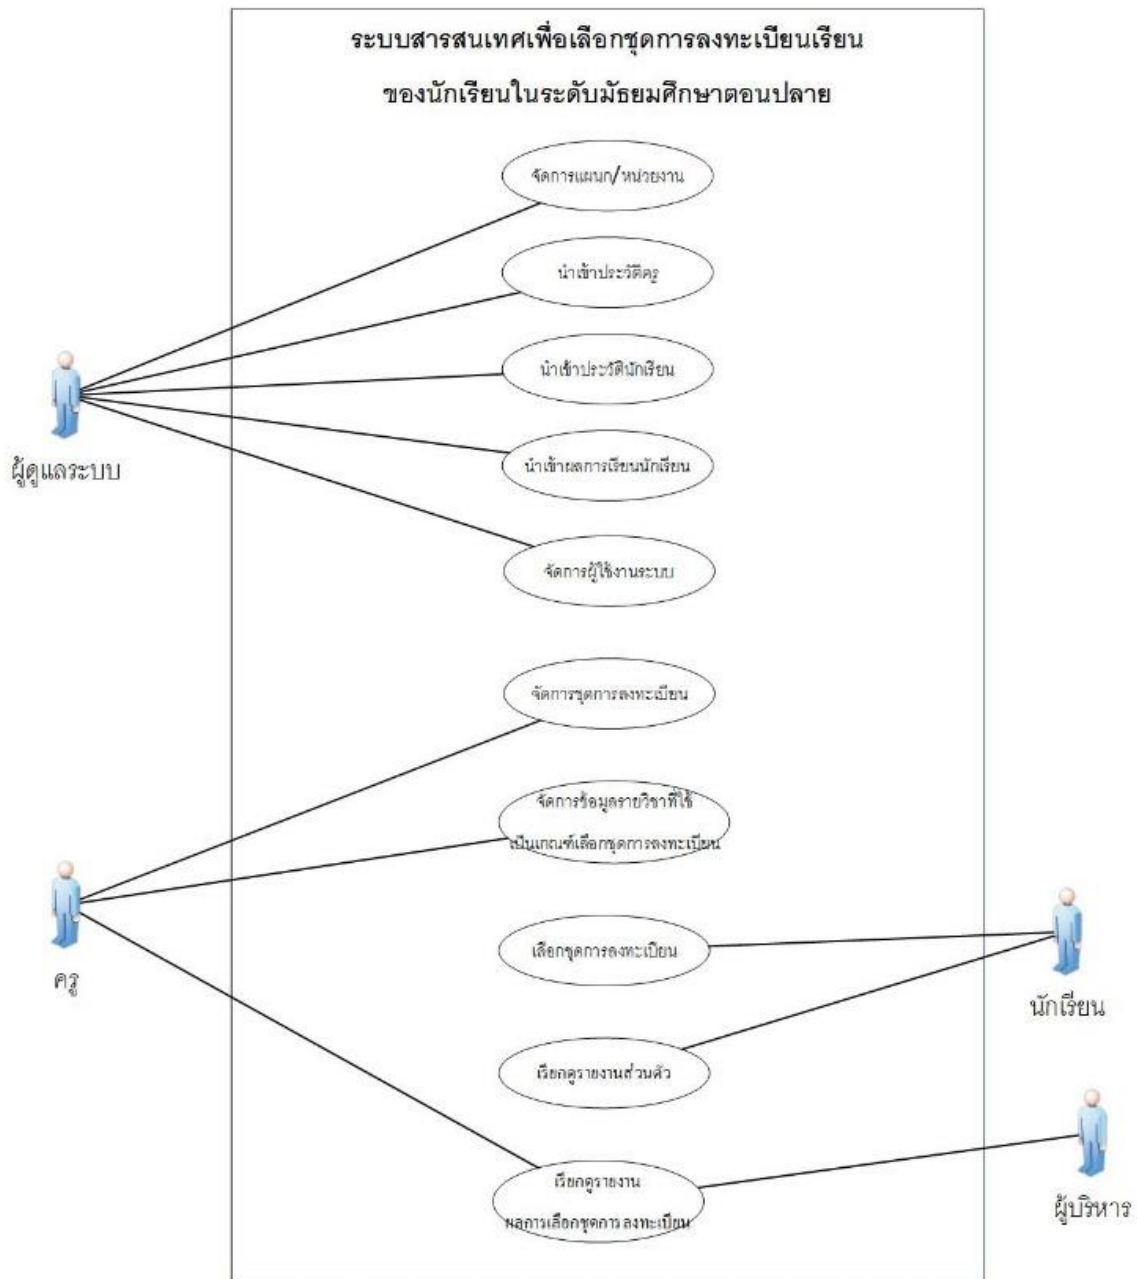 ระบบสารสนเทศเพื่อเลือกชุดการลงทะเบียนเรียน
ของนักเรียนในระดับมัธยมศึกษาตอนปลาย
จัดการแผนก/หน่วยงาน
นำเข้าประวัติครู
นำเข้าประวัตินักเรียน
นำเข้าผลการเรียนนักเรียน
ผู้ดูแลระบบ
จัดการผู้ใช้งานระบบ
จัดการชุดการลงทะเบียน
จัดการข้อมูลรายวิชาที่ใช้
เป็นเกณฑ์เลือกชุดการลงทะเบียน
เลือกชุดการลงทะเบียน
ครู
นักเรียน
เรียกดูรายงานส่วนตัว
เรียกดูรายงาน
ผลการเลือกชุดการลงทะเบียน
ผู้บริหาร